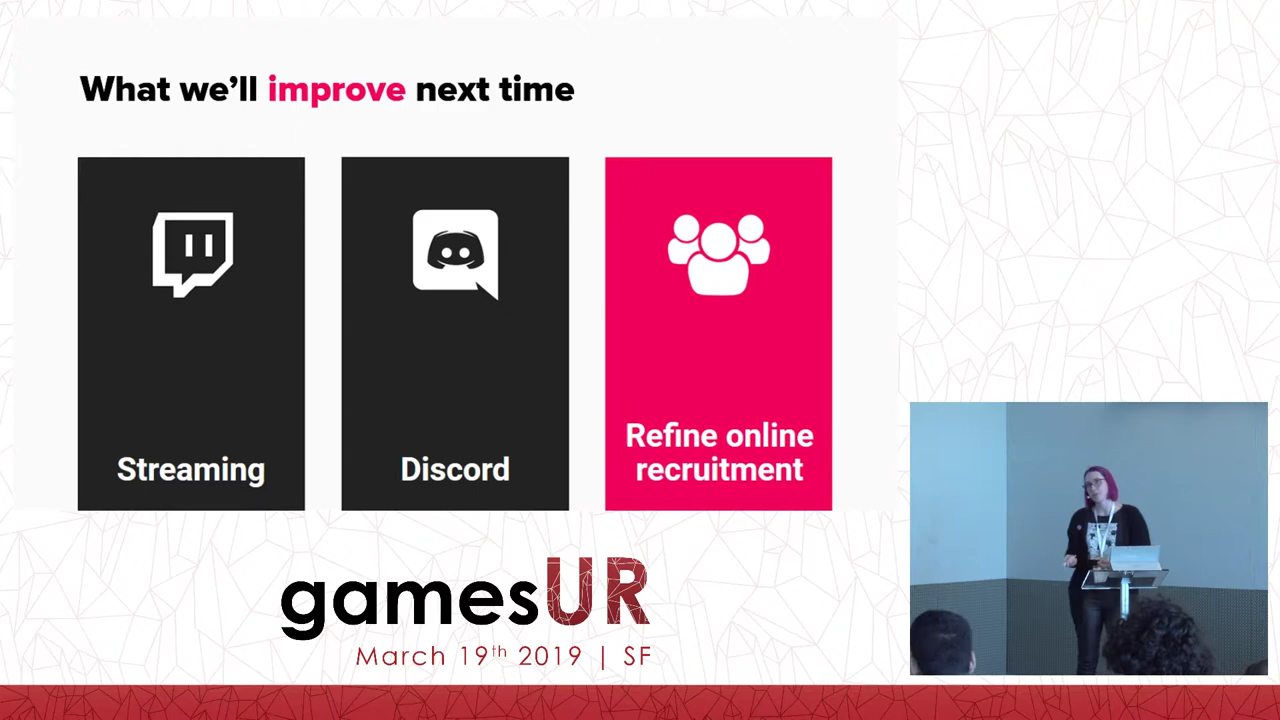 What we'll improve next time
Streaming
Discord
Refine online
recruitment
gamesUR
March 19th 2019 | SF